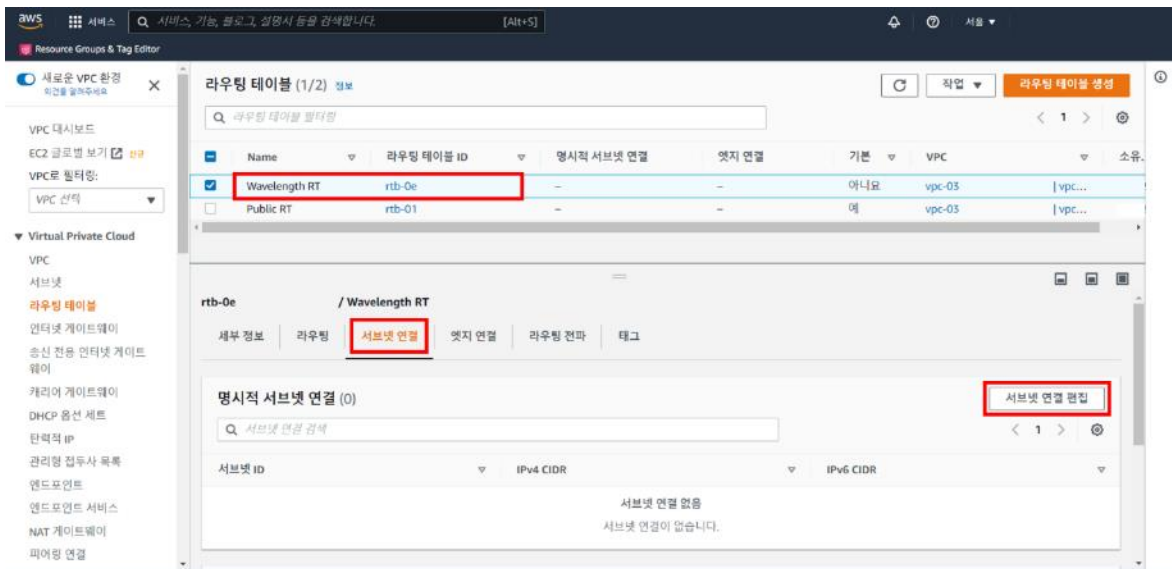 aws
서비스
서비스, 기능, 블로그, 설명서 등을 검색합니다.
[Alt+S]
서울 ▼
Resource Groups & Tag Editor
새로운 VPC 환경
의견을 알려주세요
VPC 대시보드
EC2 글로벌 보기 신규
VPC로 필터링:
VPC 선택
▼ Virtual Private Cloud
VPC
서브넷
라우팅 테이블
인터넷 게이트웨이
송신 전용 인터넷 게이트
웨이
캐리어 게이트웨이
DHCP 옵션 세트
탄력적 IP
관리형 접두사 목록
엔드포인트
엔드포인트 서비스
NAT 게이트웨이
피어링 연결
라우팅 테이블 (1/2) 정보
작업 ▼
라우팅 테이블 생성
라우팅 테이블 필터링
< 1 >
Name 라우팅 테이블 ID 명시적 서브넷 연결 엣지 연결 기본 VPC 소유.
Wavelength RT rtb-0e – – 아니요 vpc-03 | vpc...
Public RT rtb-01 – – 예 vpc-03 | vpc...
rtb-0e / Wavelength RT
세부 정보 라우팅 서브넷 연결 엣지 연결 라우팅 전파 태그
명시적 서브넷 연결 (0)
서브넷 연결 편집
서브넷 연결 검색
< 1 >
서브넷 ID IPv4 CIDR IPv6 CIDR
서브넷 연결 없음
서브넷 연결이 없습니다.